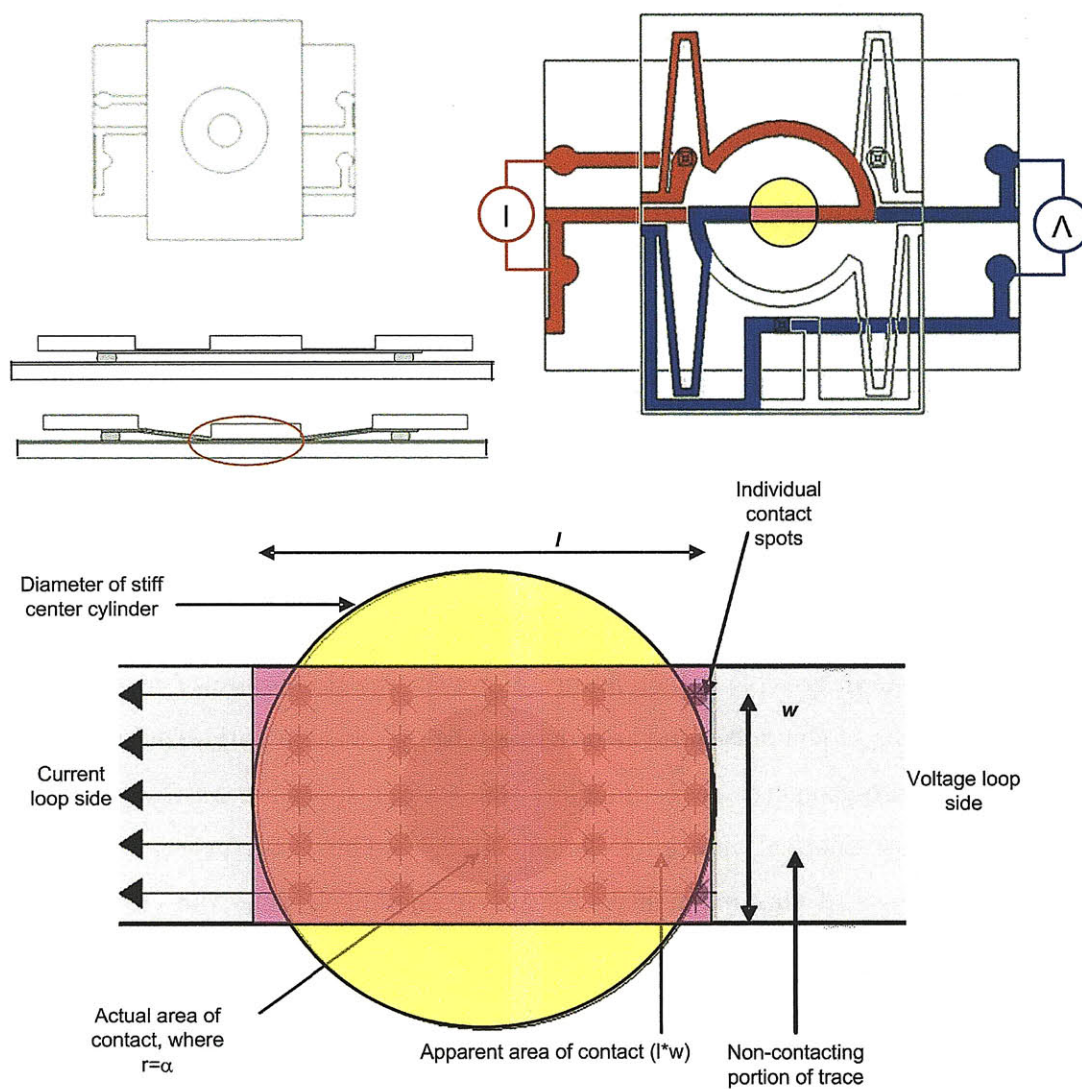 I
V
Individual
contact
spots
l
Diameter of stiff
center cylinder
w
Current
loop side
Voltage loop
side
Actual area of
contact, where
r=α
Apparent area of contact (l*w)
Non-contacting
portion of trace